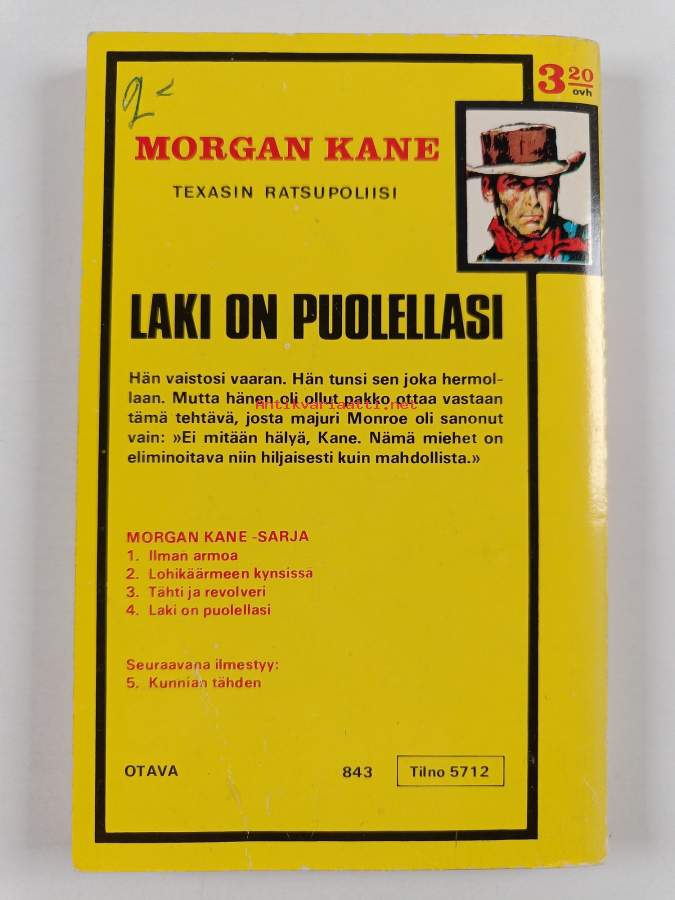 2-
3 20
ovh
MORGAN KANE
TEXASIN RATSUPOLIISI
LAKI ON PUOLELLASI
Hän vaistosi vaaran. Hän tunsi sen joka hermol-
laan. Mutta hänen oli ollut pakko ottaa vastaan
Antikvariaatti.net
tämä tehtävä, josta majuri Monroe oli sanonut
vain: »Ei mitään hälyä, Kane. Nämä miehet on
eliminoitava niin hiljaisesti kuin mahdollista.»
MORGAN KANE -SARJA
1. Ilman armoa
2. Lohikäärmeen kynsissä
3. Tähti ja revolveri
4. Laki on puolellasi
Seuraavana ilmestyy:
5. Kunnian tähden
OTAVA 843 Tilno 5712